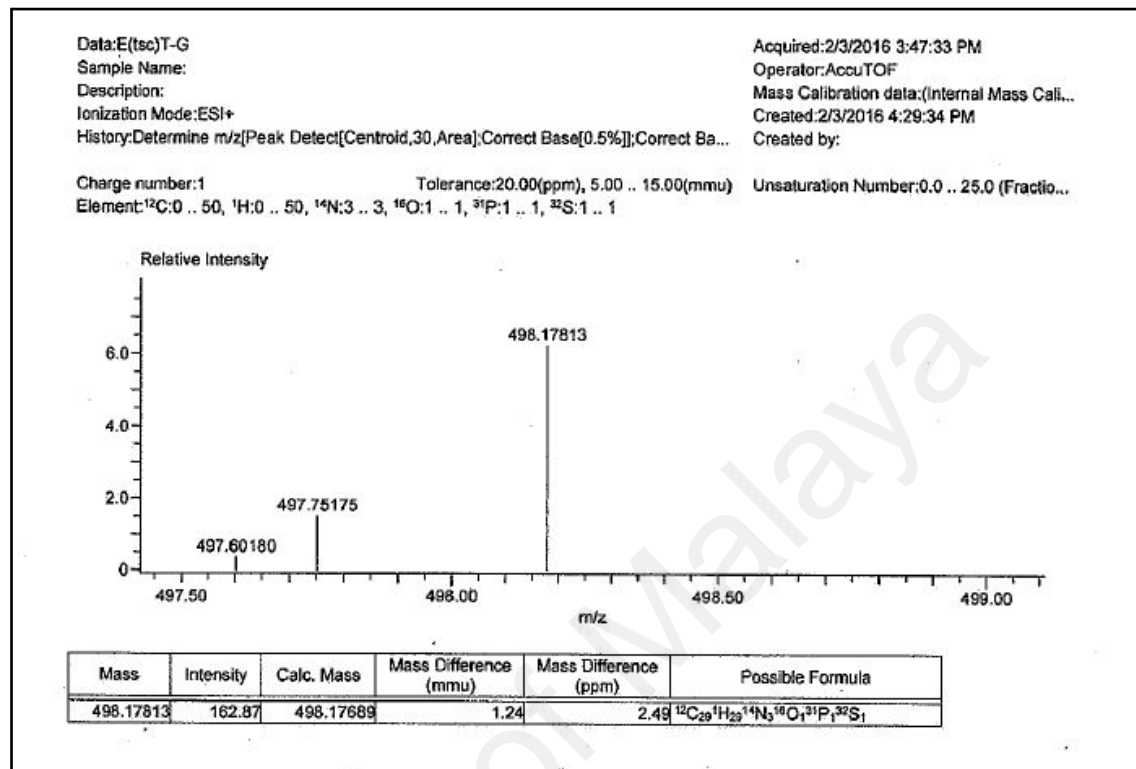 Data:E(tsc)T-G
Sample Name:
Description:
Ionization Mode:ESI+
History:Determine m/z[Peak Detect[Centroid,30,Area];Correct Base[0.5%]];Correct Ba...
Acquired:2/3/2016 3:47:33 PM
Operator:AccuTOF
Mass Calibration data:(Internal Mass Cali...
Created:2/3/2016 4:29:34 PM
Created by:
Charge number:1 Tolerance:20.00(ppm), 5.00 .. 15.00(mmu) Unsaturation Number:0.0 .. 25.0 (Fractio...
Element:¹²C:0 .. 50, ¹H:0 .. 50, ¹⁴N:3 .. 3, ¹⁶O:1 .. 1, ³¹P:1 .. 1, ³²S:1 .. 1
Relative Intensity
498.17813
6.0
4.0
2.0
497.75175
497.60180
0
497.50 498.00 498.50 499.00
m/z
Mass Intensity Calc. Mass Mass Difference (mmu) Mass Difference (ppm) Possible Formula
498.17813 162.87 498.17689 1.24 2.49 ¹²C₂₉¹H₂₉¹⁴N₃¹⁶O₁³¹P₁³²S₁
of Malaya